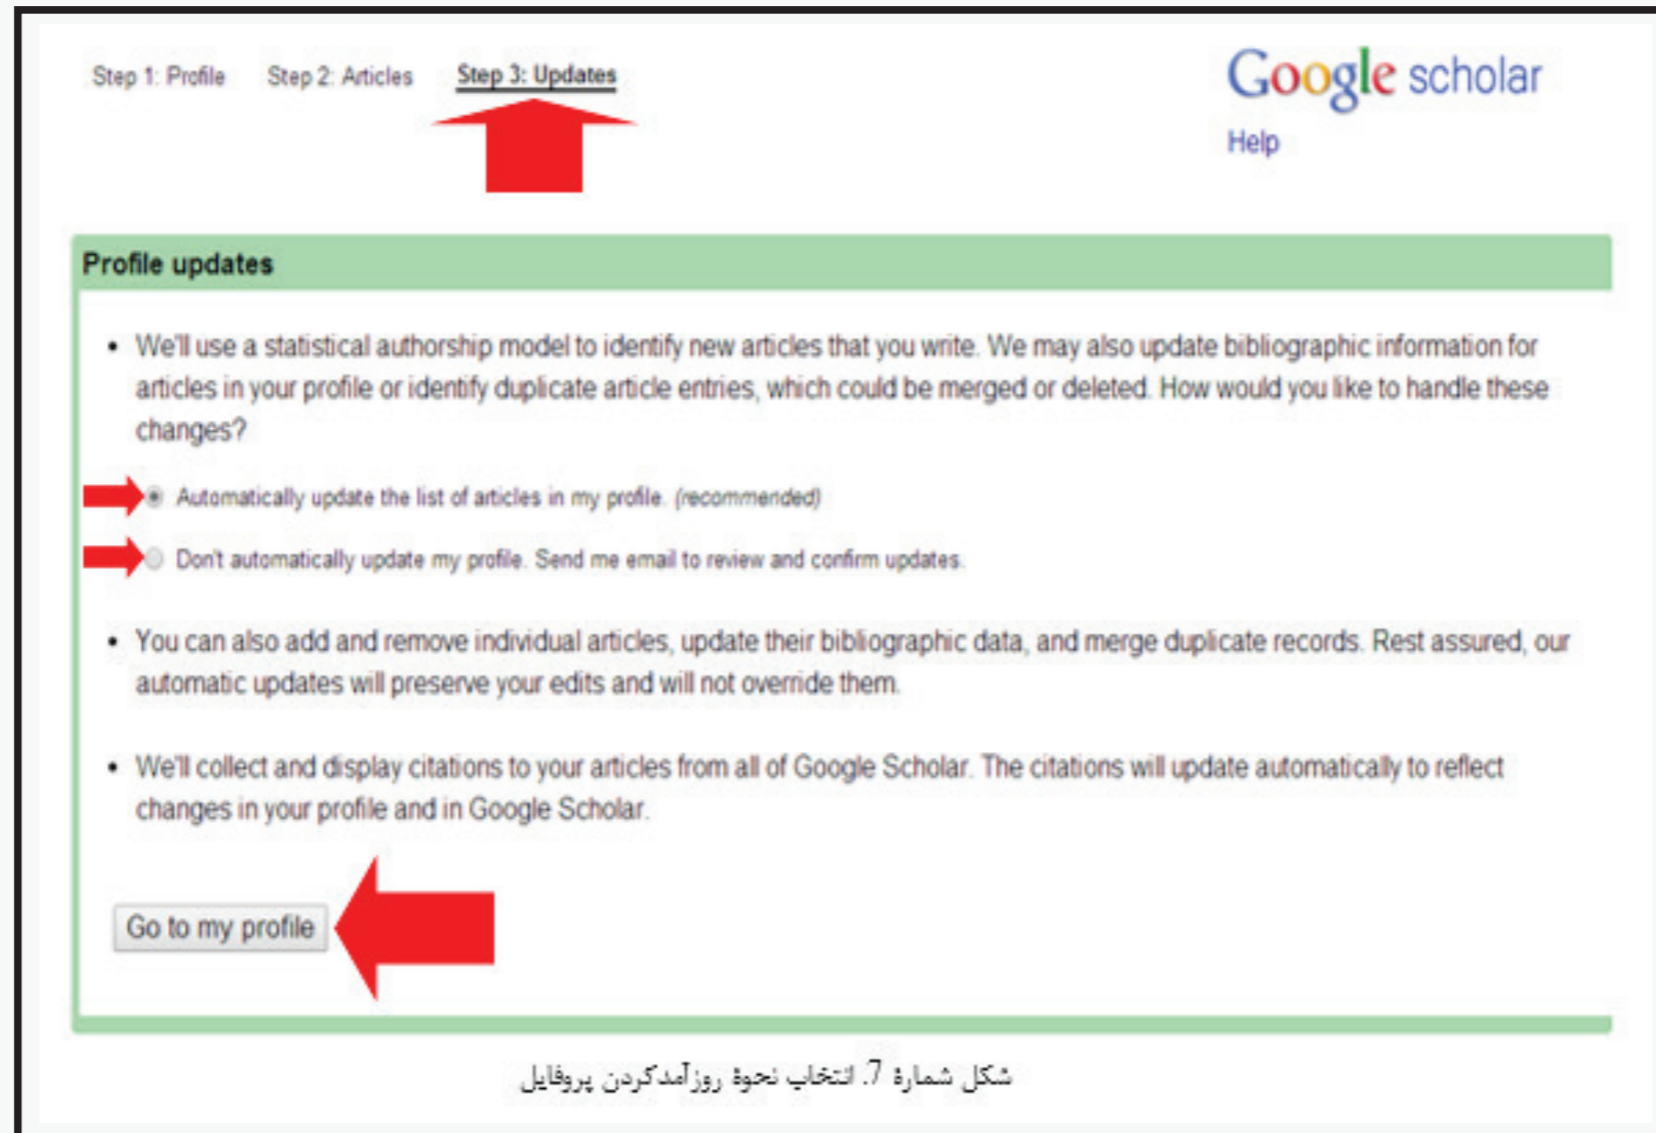 Step 1: Profile Step 2: Articles Step 3: Updates
Google scholar
Help
Profile updates
• We'll use a statistical authorship model to identify new articles that you write. We may also update bibliographic information for
articles in your profile or identify duplicate article entries, which could be merged or deleted. How would you like to handle these
changes?
Automatically update the list of articles in my profile. (recommended)
Don't automatically update my profile. Send me email to review and confirm updates.
• You can also add and remove individual articles, update their bibliographic data, and merge duplicate records. Rest assured, our
automatic updates will preserve your edits and will not override them.
• We'll collect and display citations to your articles from all of Google Scholar. The citations will update automatically to reflect
changes in your profile and in Google Scholar.
Go to my profile
شکل شمارۀ 7. انتخاب نحوۀ روزآمدکردن پروفایل